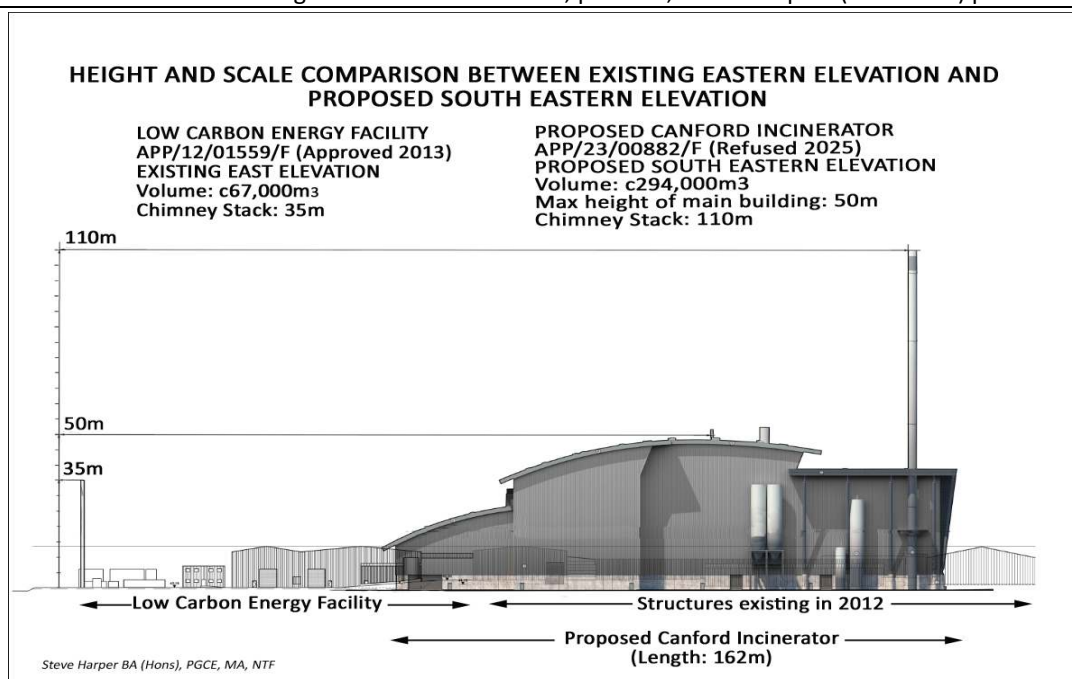 HEIGHT AND SCALE COMPARISON BETWEEN EXISTING EASTERN ELEVATION AND
PROPOSED SOUTH EASTERN ELEVATION
LOW CARBON ENERGY FACILITY
APP/12/01559/F (Approved 2013)
EXISTING EAST ELEVATION
Volume: c67,000m3
Chimney Stack: 35m
PROPOSED CANFORD INCINERATOR
APP/23/00882/F (Refused 2025)
PROPOSED SOUTH EASTERN ELEVATION
Volume: c294,000m3
Max height of main building: 50m
Chimney Stack: 110m
110m
50m
35m
Low Carbon Energy Facility
Structures existing in 2012
Proposed Canford Incinerator
(Length: 162m)
Steve Harper BA (Hons), PGCE, MA, NTF